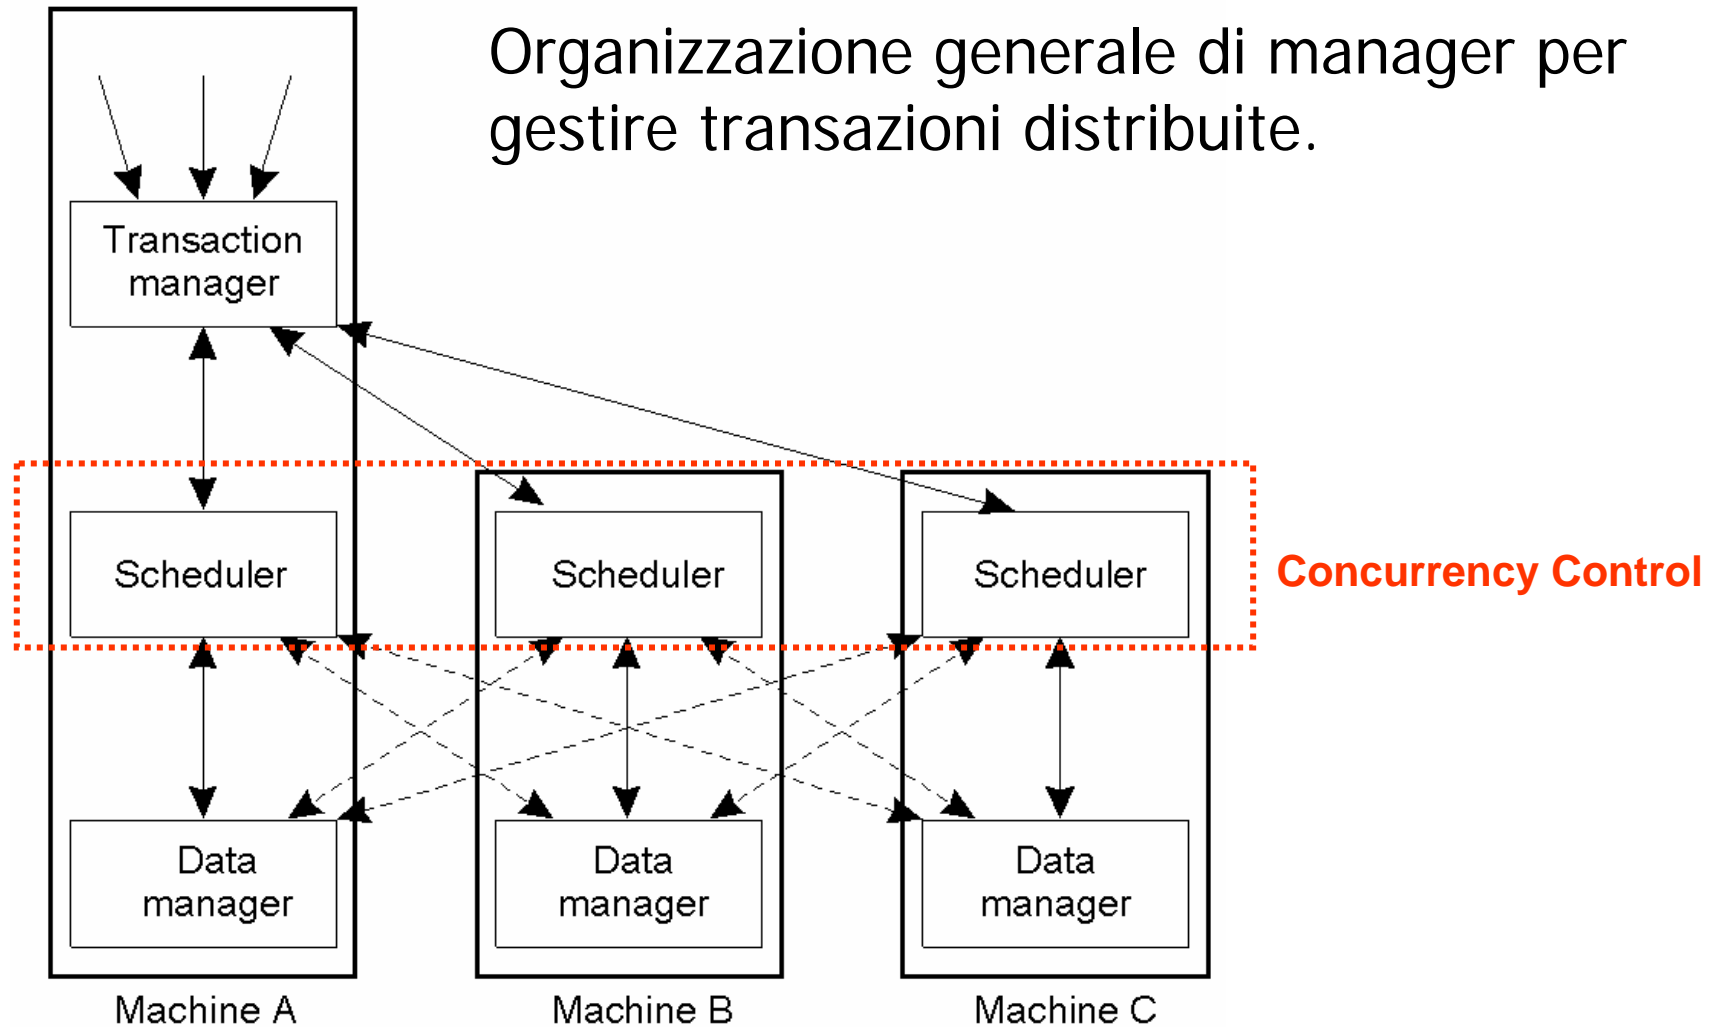 Organizzazione generale di manager per
gestire transazioni distribuite.
Transaction
manager
Scheduler
Scheduler
Scheduler
Concurrency Control
Data
manager
Data
manager
Data
manager
Machine A
Machine B
Machine C